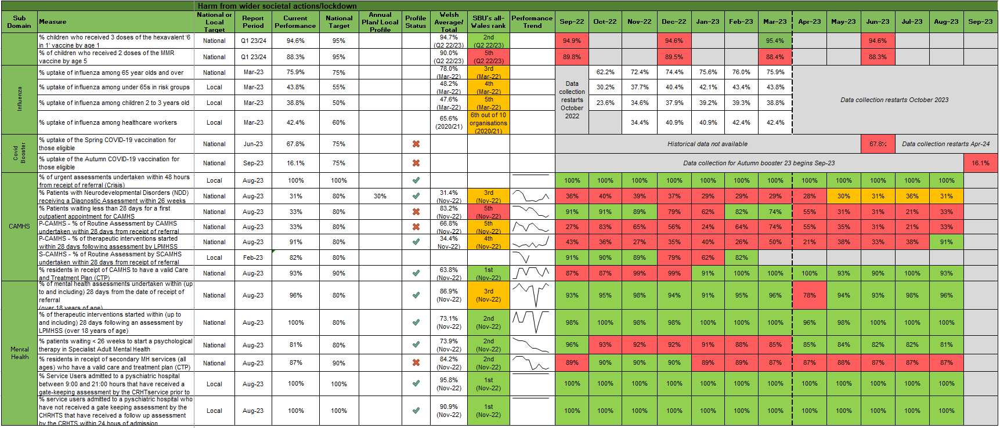 Harm from wider societal actions/lockdown
Sub Domain | Measure | National or Local Target | Report Period | Current Performance | National Target | Annual Plan/ Local Profile | Profile Status | Welsh Average/ Total | SBU's all-Wales rank | Performance Trend | Sep-22 | Oct-22 | Nov-22 | Dec-22 | Jan-23 | Feb-23 | Mar-23 | Apr-23 | May-23 | Jun-23 | Jul-23 | Aug-23 | Sep-23
% children who received 3 doses of the hexavalent '6 in 1' vaccine by age 1 | National | Q1 23/24 | 94.6% | 95% | 94.7% (Q2 22/23) | 2nd (Q2 22/23) | 94.9% | 94.6% | 95.4% | 94.6%
% of children who received 2 doses of the MMR vaccine by age 5 | National | Q1 23/24 | 88.3% | 95% | 90.0% (Q2 22/23) | 5th (Q2 22/23) | 89.8% | 89.5% | 88.4% | 88.3%
Influenza
% uptake of influenza among 65 year olds and over | National | Mar-23 | 75.9% | 75% | 78.0% (Mar-22) | 3rd (Mar-22) | Data collection restarts October 2022 | 62.2% | 72.4% | 74.4% | 75.6% | 76.0% | 75.9% | Data collection restarts October 2023
% uptake of influenza among under 65s in risk groups | Local | Mar-23 | 43.8% | 55% | 48.2% (Mar-22) | 4th (Mar-22) | 30.2% | 37.7% | 40.4% | 42.1% | 43.4% | 43.8%
% uptake of influenza among children 2 to 3 years old | Local | Mar-23 | 38.8% | 50% | 47.6% (Mar-22) | 5th (Mar-22) | 23.6% | 34.6% | 37.9% | 39.2% | 39.3% | 38.8%
% uptake of influenza among healthcare workers | Local | Mar-23 | 42.4% | 60% | 65.6% (2020/21) | 6th out of 10 organisations (2020/21) | 34.4% | 40.9% | 40.9% | 42.4% | 42.4%
Covid Booster
% uptake of the Spring COVID-19 vaccination for those eligible | National | Jun-23 | 67.8% | 75% | Historical data not available | 67.8% | Data collection restarts Apr-24
% uptake of the Autumn COVID-19 vaccination for those eligible | National | Sep-23 | 16.1% | 75% | Data collection for Autumn booster 23 begins Sep-23 | 16.1%
CAMHS
% of urgent assessments undertaken within 48 hours from receipt of referral (Crisis) | Local | Aug-23 | 100% | 100% | 100% | 100% | 100% | 100% | 100% | 100% | 100% | 100% | 100% | 100% | 100% | 100%
% Patients with Neurodevelopmental Disorders (NDD) receiving a Diagnostic Assessment within 26 weeks | National | Aug-23 | 31% | 80% | 30% | 31.4% (Nov-22) | 3rd (Nov-22) | 36% | 40% | 39% | 37% | 29% | 29% | 29% | 28% | 30% | 31% | 36% | 31%
% Patients waiting less than 28 days for a first outpatient appointment for CAMHS | National | Aug-23 | 33% | 80% | 83.2% (Nov-22) | 5th (Nov-22) | 91% | 91% | 89% | 79% | 62% | 82% | 74% | 55% | 31% | 31% | 21% | 33%
P-CAMHS - % of Routine Assessment by CAMHS undertaken within 28 days from receipt of referral | National | Aug-23 | 33% | 80% | 66.8% (Nov-22) | 5th (Nov-22) | 27% | 83% | 65% | 56% | 24% | 64% | 74% | 55% | 35% | 31% | 21% | 33%
P-CAMHS - % of therapeutic interventions started within 28 days following assessment by LPMHSS | National | Aug-23 | 91% | 80% | 34.4% Nov-22) | 4th (Nov-22) | 43% | 36% | 27% | 35% | 40% | 26% | 50% | 21% | 38% | 33% | 38% | 91%
S-CAMHS - % of Routine Assessment by SCAMHS undertaken within 28 days from receipt of referral | Local | Feb-23 | 82% | 80% | 91% | 90% | 89% | 79% | 62% | 82%
% residents in receipt of CAMHS to have a valid Care and Treatment Plan (CTP) | National | Aug-23 | 93% | 90% | 63.8% (Nov-22) | 1st (Nov-22) | 87% | 87% | 99% | 99% | 91% | 100% | 100% | 100% | 93% | 90% | 100% | 93%
Mental Health
% of mental health assessments undertaken within (up to and including) 28 days from the date of receipt of referral (over 18 years of age) | National | Aug-23 | 96% | 80% | 86.9% (Nov-22) | 3rd (Nov-22) | 93% | 95% | 98% | 94% | 91% | 95% | 96% | 78% | 94% | 93% | 98% | 96%
% of therapeutic interventions started within (up to and including) 28 days following an assessment by LPMHSS (over 18 years of age) | National | Aug-23 | 100% | 80% | 73.1% (Nov-22) | 2nd (Nov-22) | 98% | 100% | 98% | 98% | 100% | 100% | 100% | 96% | 98% | 100% | 100% | 100%
% patients waiting < 26 weeks to start a psychological therapy in Specialist Adult Mental Health | National | Aug-23 | 81% | 80% | 73.9% (Nov-22) | 2nd (Nov-22) | 96% | 93% | 92% | 92% | 91% | 88% | 85% | 85% | 84% | 82% | 82% | 81%
% residents in receipt of secondary MH services (all ages) who have a valid care and treatment plan (CTP) | National | Aug-23 | 87% | 90% | 84.2% (Nov-22) | 2nd (Nov-22) | 89% | 90% | 90% | 90% | 89% | 89% | 87% | 87% | 88% | 87% | 87% | 87%
% Service Users admitted to a pyschiatric hospital between 9:00 and 21:00 hours that have received a gate-keeping assessment by the CRHTservice prior to | Local | Aug-23 | 100% | 100% | 95.8% (Nov-22) | 1st (Nov-22) | 100% | 100% | 100% | 100% | 100% | 100% | 100% | 100% | 100% | 100% | 100% | 100%
% service users admitted to a pyschiatric hospital who have not received a gate keeping assessment by the CHRHTS that have received a follow up assessment by the CRHTS within 24 hous of admission | Local | Aug-23 | 100% | 100% | 90.9% (Nov-22) | 1st (Nov-22) | 100% | 100% | 100% | 100% | 100% | 100% | 100% | 100% | 100% | 100% | 100% | 100%